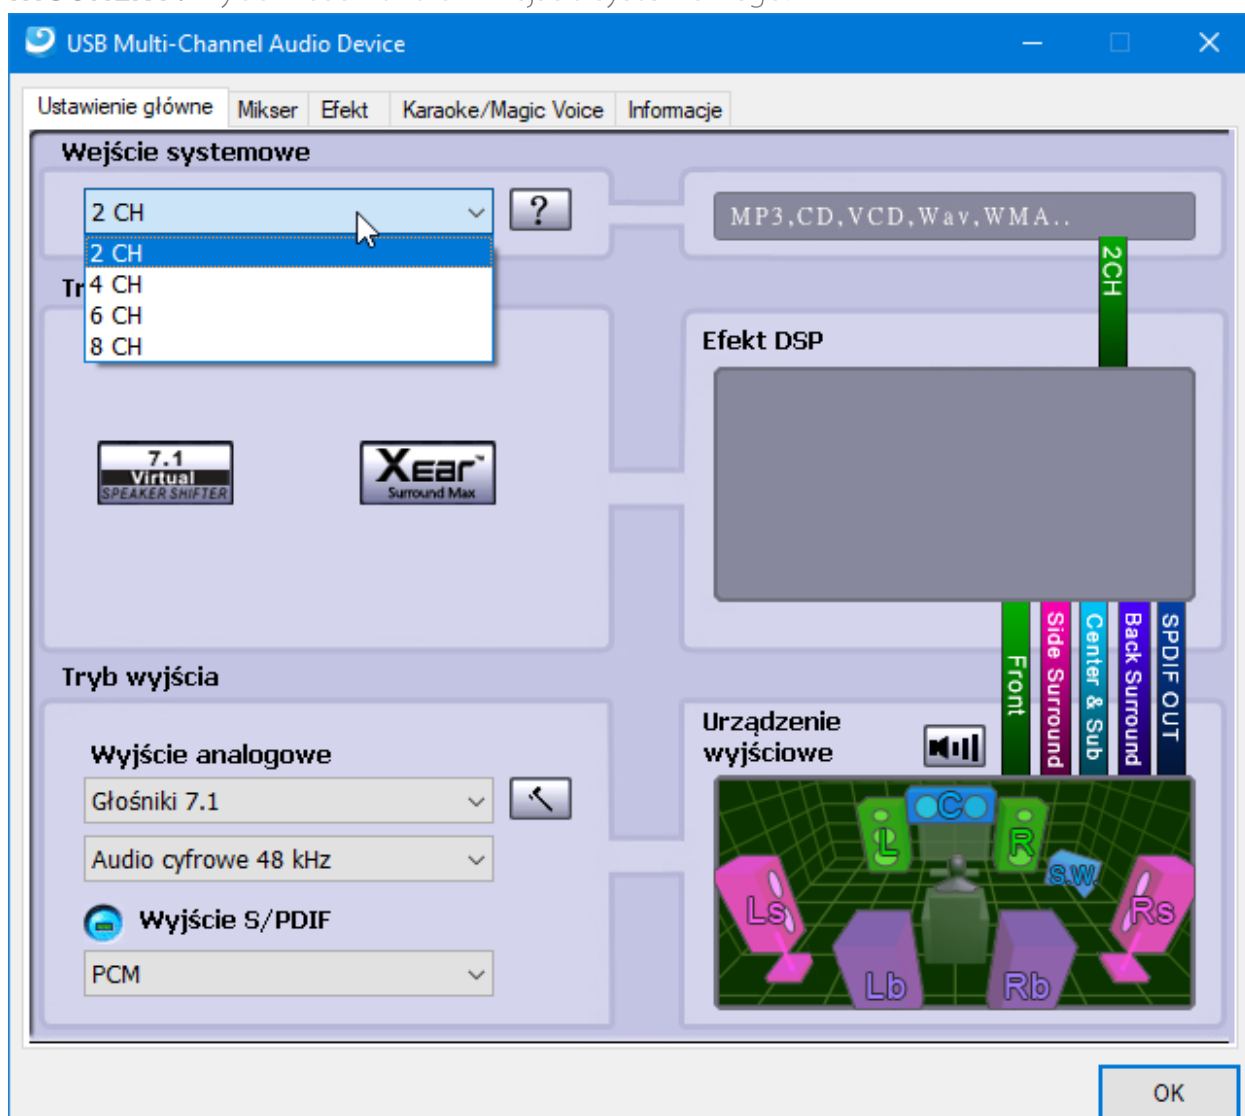 USB Multi-Channel Audio Device
Ustawienie główne Mikser Efekt Karaoke/Magic Voice Informacje
Wejście systemowe
2 CH
?
MP3,CD,VCD,Wav,WMA..
2 CH
4 CH
6 CH
8 CH
2CH
Efekt DSP
7.1
Virtual
SPEAKER SHIFTER
Xear™
Surround Max
Front
Side Surround
Center & Sub
Back Surround
SPDIF OUT
Tryb wyjścia
Wyjście analogowe
Głośniki 7.1
Audio cyfrowe 48 kHz
Wyjście S/PDIF
PCM
Urządzenie
wyjściowe
L
C
R
S.W.
Ls
Rs
Lb
Rb
OK